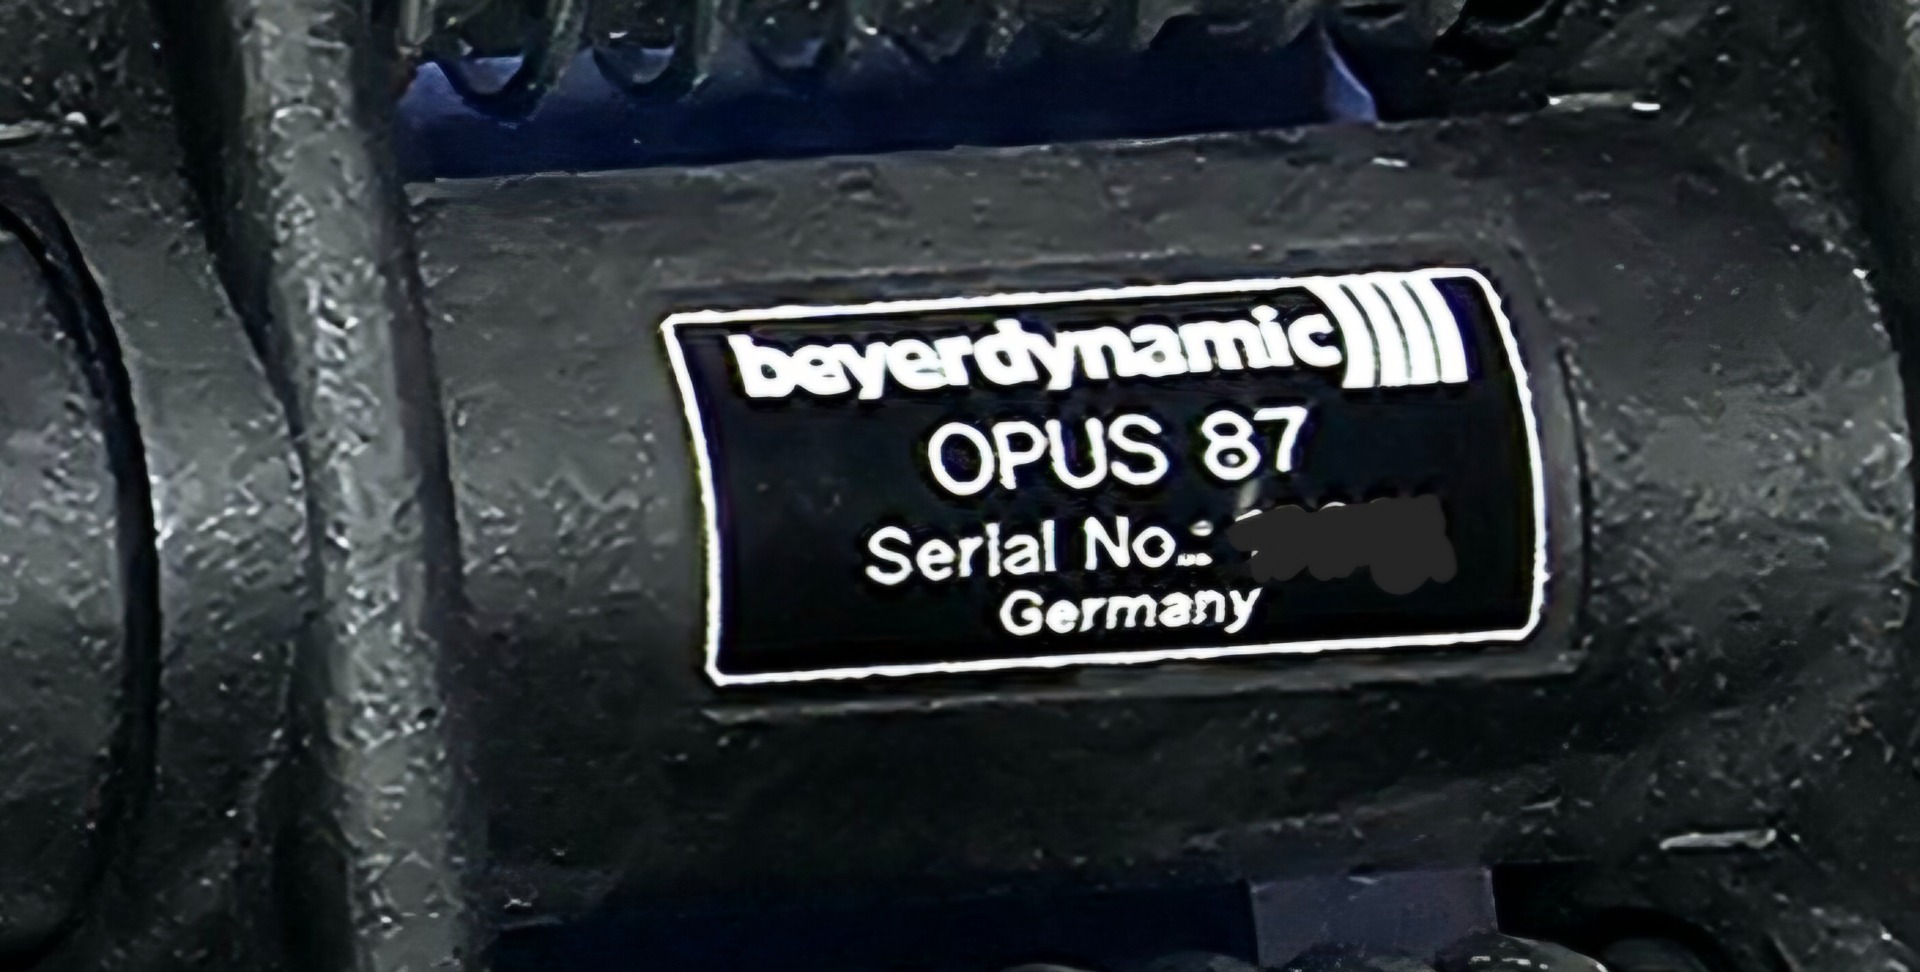 beyerdynamic
OPUS 87
Serial No.:
Germany